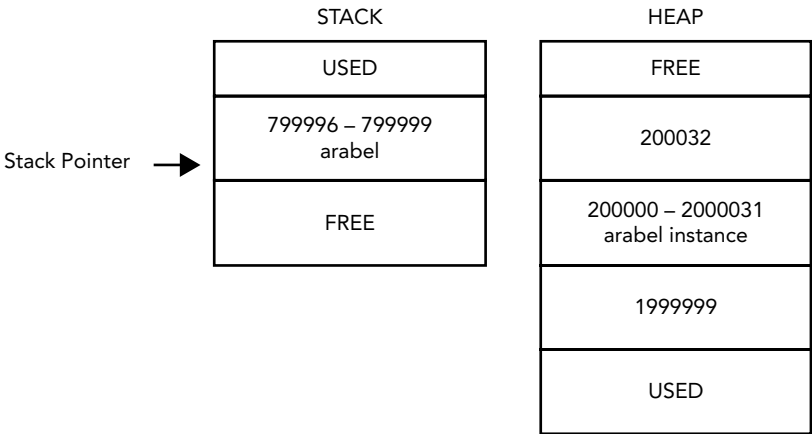 STACK
USED
799996 – 799999
arabel
Stack Pointer
FREE
HEAP
FREE
200032
200000 – 2000031
arabel instance
1999999
USED